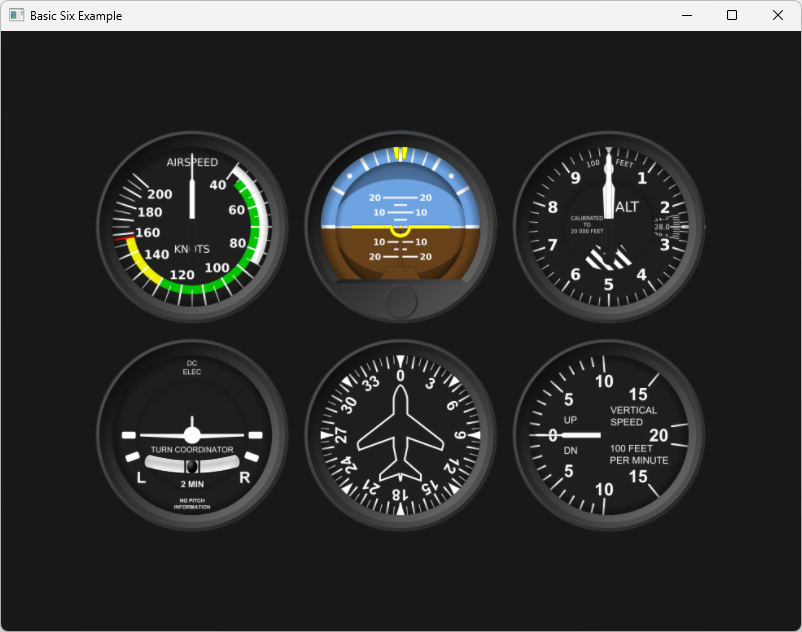 Basic Six Example
AIRSPEED
40
60
80
100
120
140
160
180
200
KNOTS
20 20
10 10
10 10
20 20
100 FEET
0
1
2
3
4
5
6
7
8
9
ALT
CALIBRATED
TO
20 000 FEET
28.0
DC
ELEC
TURN COORDINATOR
L R
2 MIN
NO PITCH
INFORMATION
0
3
6
9
12
15
18
21
24
27
30
33
10
5
15
UP
VERTICAL
SPEED
0
20
DN
100 FEET
PER MINUTE
5
15
10